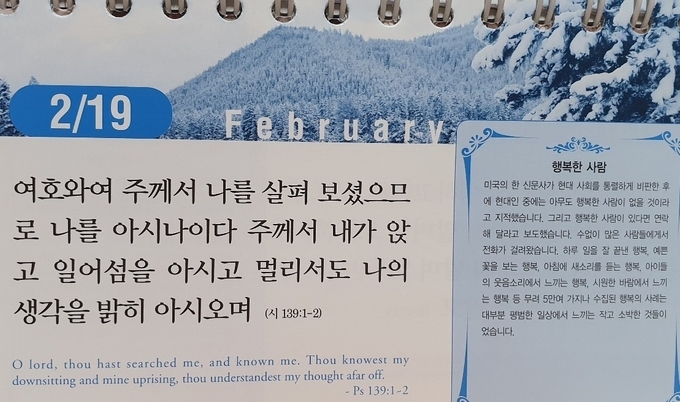 2/19
February
여호와여 주께서 나를 살펴 보셨으므
로 나를 아시나이다 주께서 내가 앉
고 일어섬을 아시고 멀리서도 나의
생각을 밝히 아시오며 (시 139:1-2)
O lord, thou hast searched me, and known me. Thou knowest my
downsitting and mine uprising, thou understandest my thought afar off.
- Ps 139:1-2
행복한 사람
미국의 한 신문사가 현대 사회를 통렬하게 비판한 후
에 현대인 중에는 아무도 행복한 사람이 없을 것이라
고 지적했습니다. 그리고 행복한 사람이 있다면 연락
해 달라고 보도했습니다. 수없이 많은 사람들에게서
전화가 걸려왔습니다. 하루 일을 잘 끝낸 행복, 예쁜
꽃을 보는 행복, 아침에 새소리를 듣는 행복, 아이들
의 웃음소리에서 느끼는 행복, 시원한 바람에서 느끼
는 행복 등 무려 5만여 가지나 수집된 행복의 사례는
대부분 평범한 일상에서 느끼는 작고 소박한 것들이
었습니다.